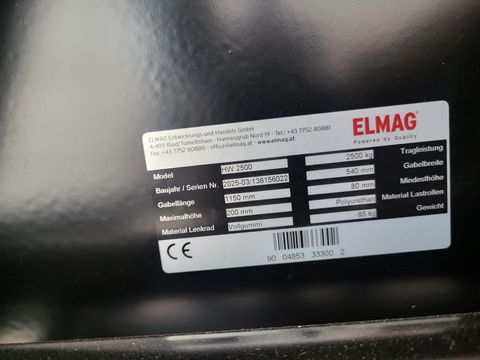 ELMAG Entwicklungs und Handels GmbH
A 4911 Ried/Tumeltsham · Hannesgrub Nord 19 · Tel.: +43 7752 80881
Fax: +43 7752 80880 · office@elmag.at · www.elmag.at
ELMAG
Powered by Quality
Model HW 2500 2500 kg Tragleistung
Baujahr / Serien Nr. 2025-03/138156022 540 mm Gabelbreite
Gabellänge 1150 mm 80 mm Mindesthöhe
Maximalhöhe 200 mm Polyurethan Material Lastrollen
Material Lenkrad Vollgummi 65 kg Gewicht
CE
90 04853 33300 2